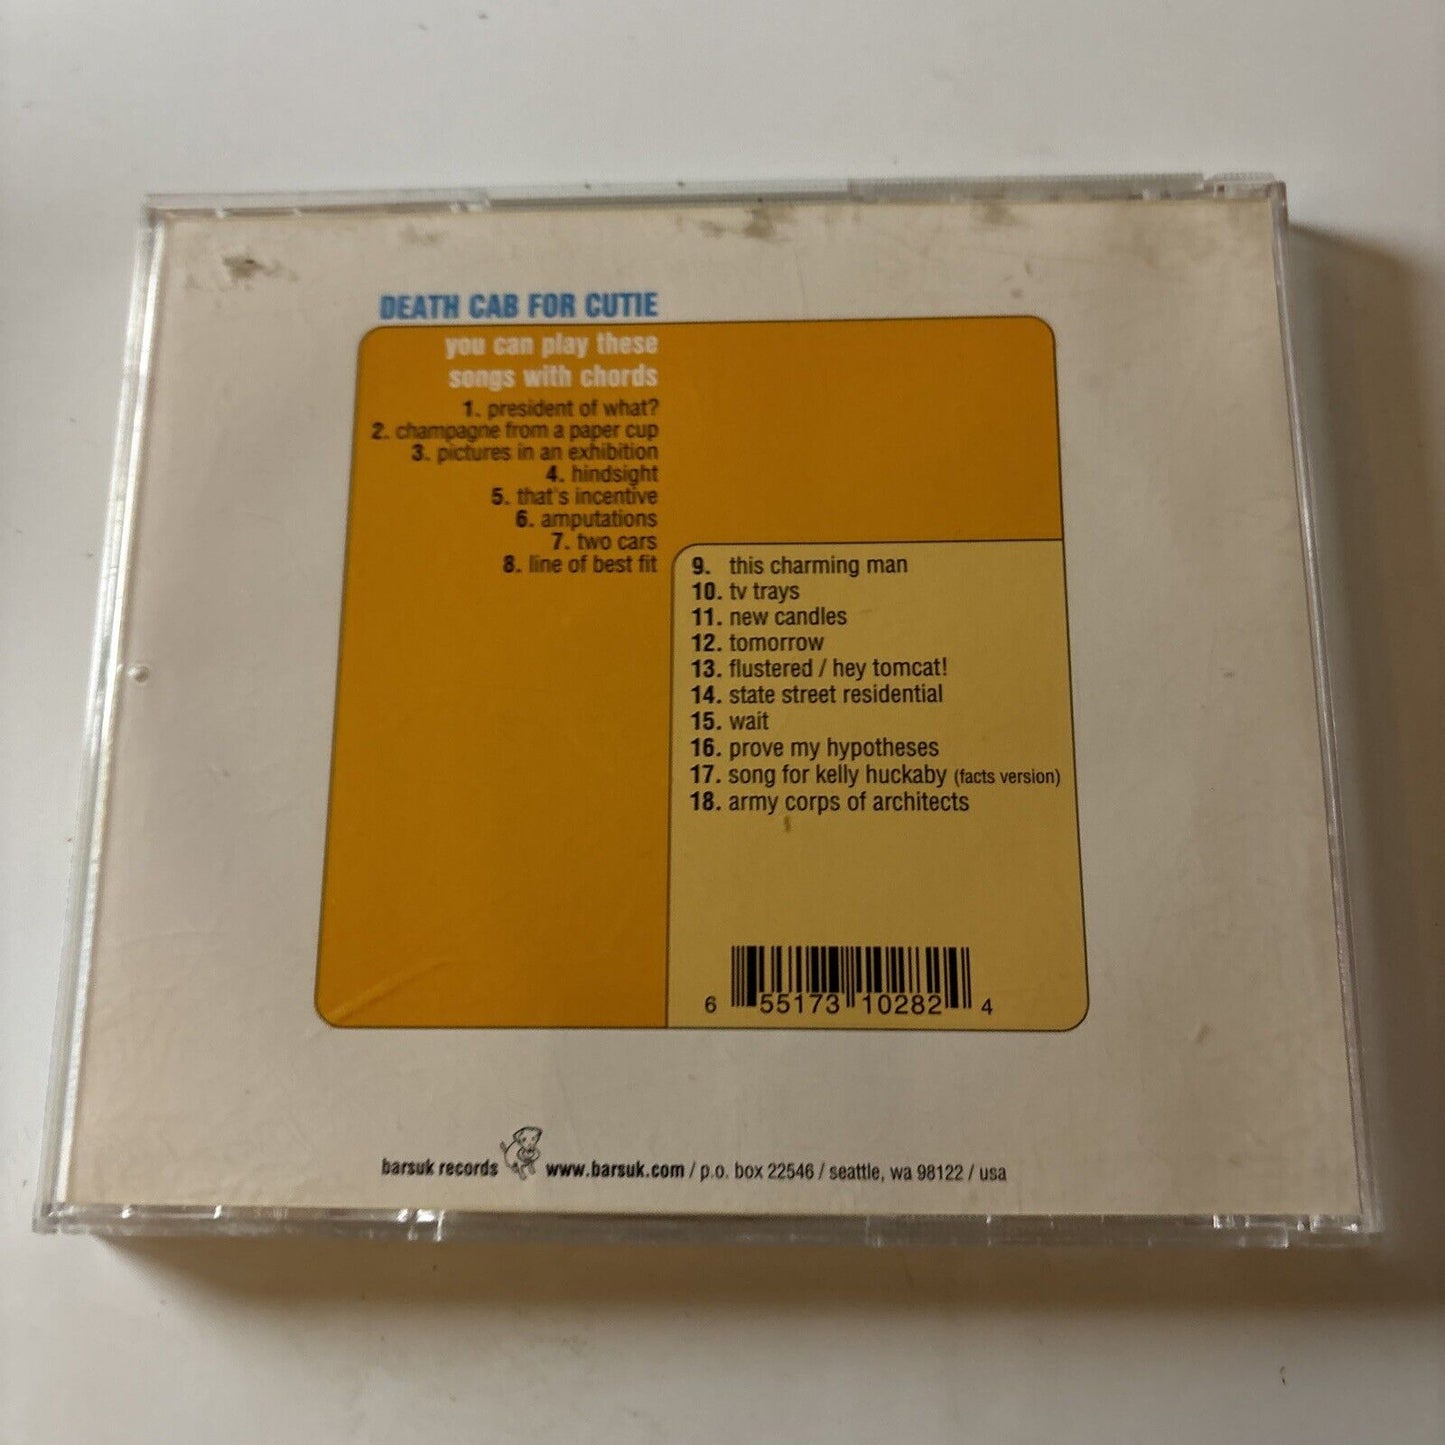 DEATH CAB FOR CUTIE
you can play these
songs with chords
1. president of what?
2. champagne from a paper cup
3. pictures in an exhibition
4. hindsight
5. that's incentive
6. amputations
7. two cars
8. line of best fit
9. this charming man
10. tv trays
11. new candles
12. tomorrow
13. flustered / hey tomcat!
14. state street residential
15. wait
16. prove my hypotheses
17. song for kelly huckaby (facts version)
18. army corps of architects
6 55173 10282 4
barsuk records www.barsuk.com / p.o. box 22546 / seattle, wa 98122 / usa